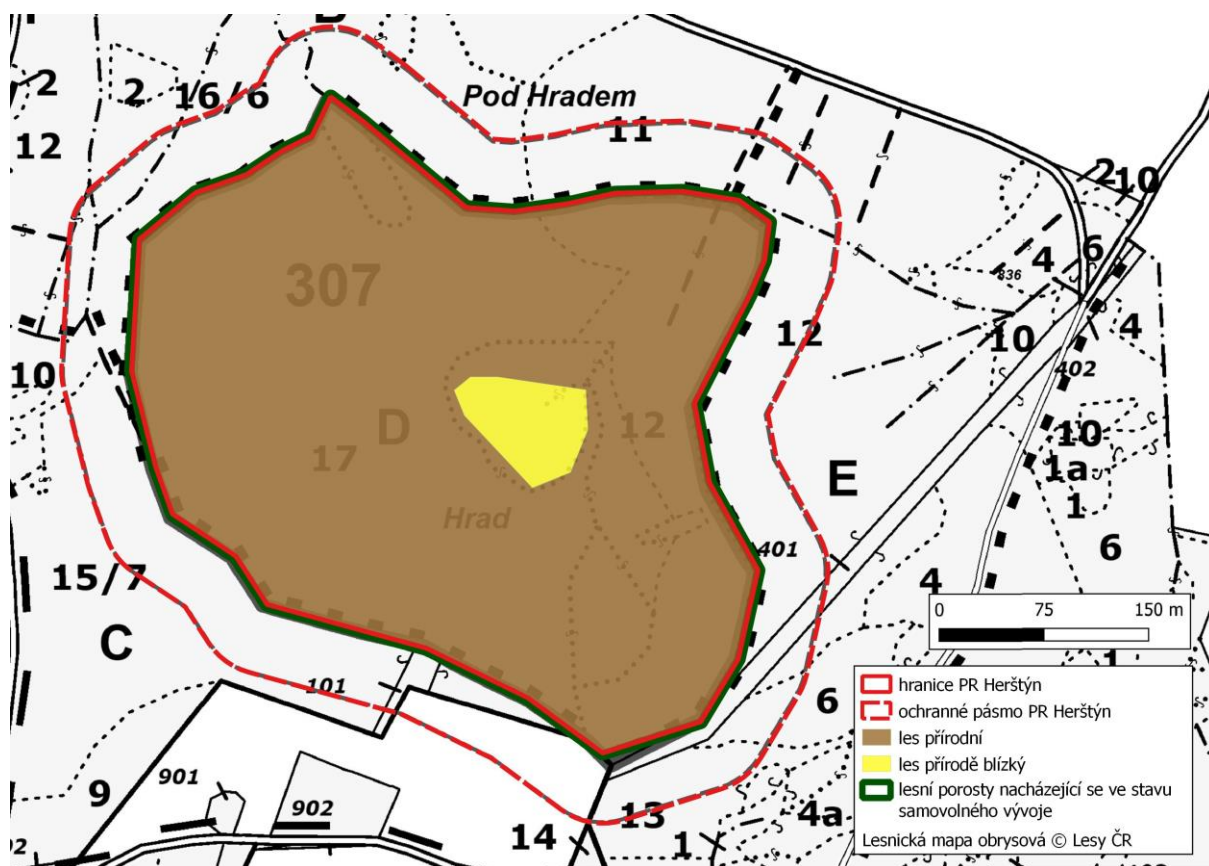 2
2
16/6
12
Pod Hradem
11
2
10
307
4
6
836
12
10
4
10
402
D
12
17
10
E
1a
Hrad
1
401
6
15/7
4
0 75 150 m
C
101
6
hranice PR Herštýn
ochranné pásmo PR Herštýn
les přírodní
les přírodě blízký
lesní porosty nacházející se ve stavu
samovolného vývoje
Lesnická mapa obrysová © Lesy ČR
901
9
902
13
4a
14
1